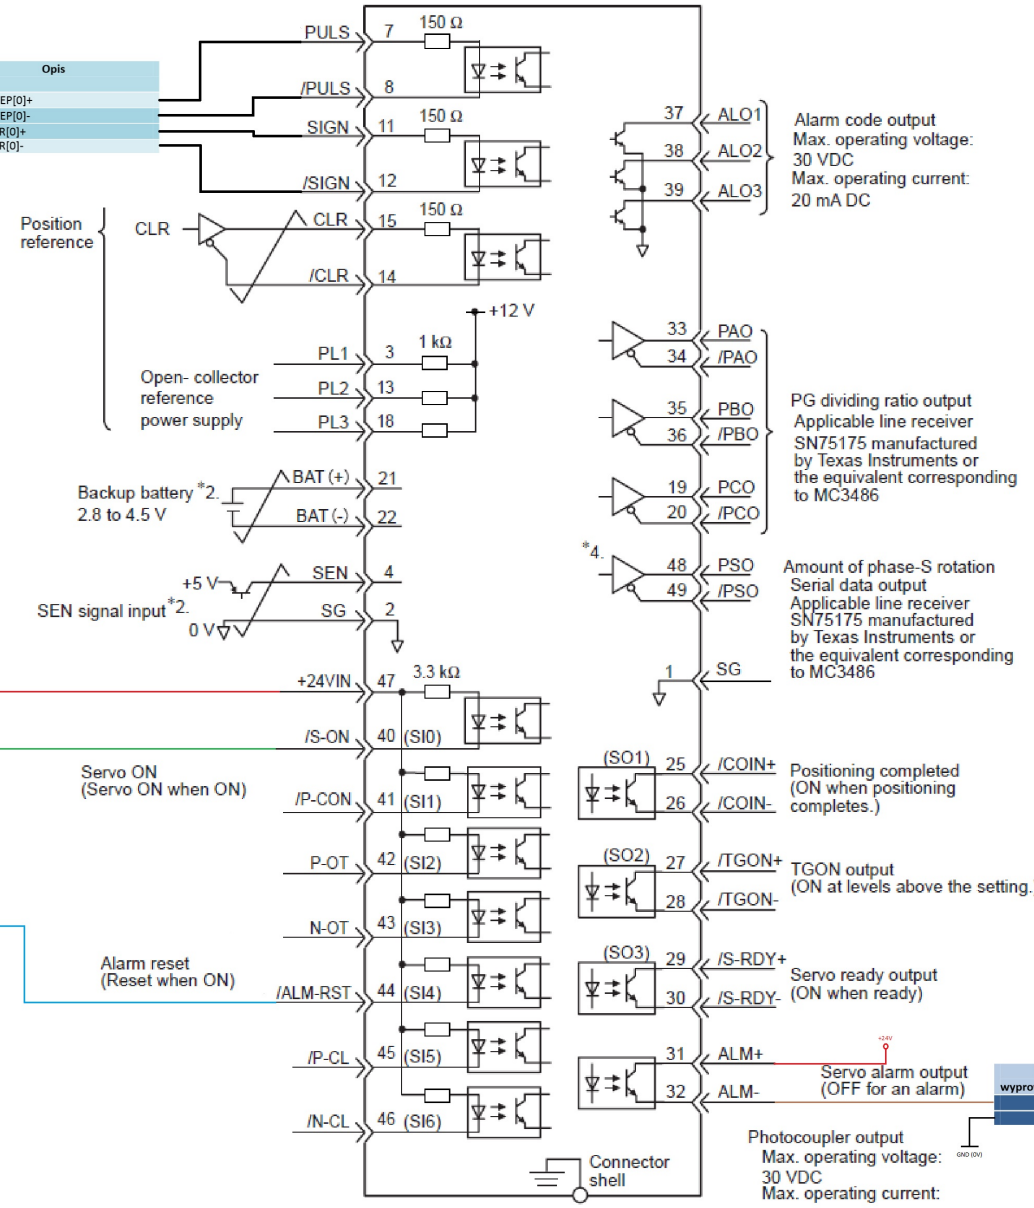 Opis
EP[0]+
EP[0]-
R[0]+
R[0]-
PULS 7 150 Ω
/PULS 8
SIGN 11 150 Ω
/SIGN 12
Position
reference
CLR
CLR 15 150 Ω
/CLR 14
+12 V
PL1 3 1 kΩ
PL2 13
PL3 18
Open- collector
reference
power supply
BAT (+) 21
Backup battery *2.
2.8 to 4.5 V
BAT (-) 22
+5 V
SEN 4
SEN signal input *2.
0 V
SG 2
+24VIN 47 3.3 kΩ
/S-ON 40 (SI0)
Servo ON
(Servo ON when ON)
/P-CON 41 (SI1)
P-OT 42 (SI2)
N-OT 43 (SI3)
Alarm reset
(Reset when ON)
/ALM-RST 44 (SI4)
/P-CL 45 (SI5)
/N-CL 46 (SI6)
37 ALO1
38 ALO2
39 ALO3
Alarm code output
Max. operating voltage:
30 VDC
Max. operating current:
20 mA DC
33 PAO
34 /PAO
35 PBO
36 /PBO
19 PCO
20 /PCO
PG dividing ratio output
Applicable line receiver
SN75175 manufactured
by Texas Instruments or
the equivalent corresponding
to MC3486
*4.
48 PSO
49 /PSO
Amount of phase-S rotation
Serial data output
Applicable line receiver
SN75175 manufactured
by Texas Instruments or
the equivalent corresponding
to MC3486
1 SG
(SO1) 25 /COIN+
26 /COIN-
Positioning completed
(ON when positioning
completes.)
(SO2) 27 /TGON+
28 /TGON-
TGON output
(ON at levels above the setting.
(SO3) 29 /S-RDY+
30 /S-RDY-
Servo ready output
(ON when ready)
+24V
31 ALM+
32 ALM-
Servo alarm output
(OFF for an alarm)
wypro
GND (0V)
Photocoupler output
Max. operating voltage:
30 VDC
Max. operating current:
Connector
shell